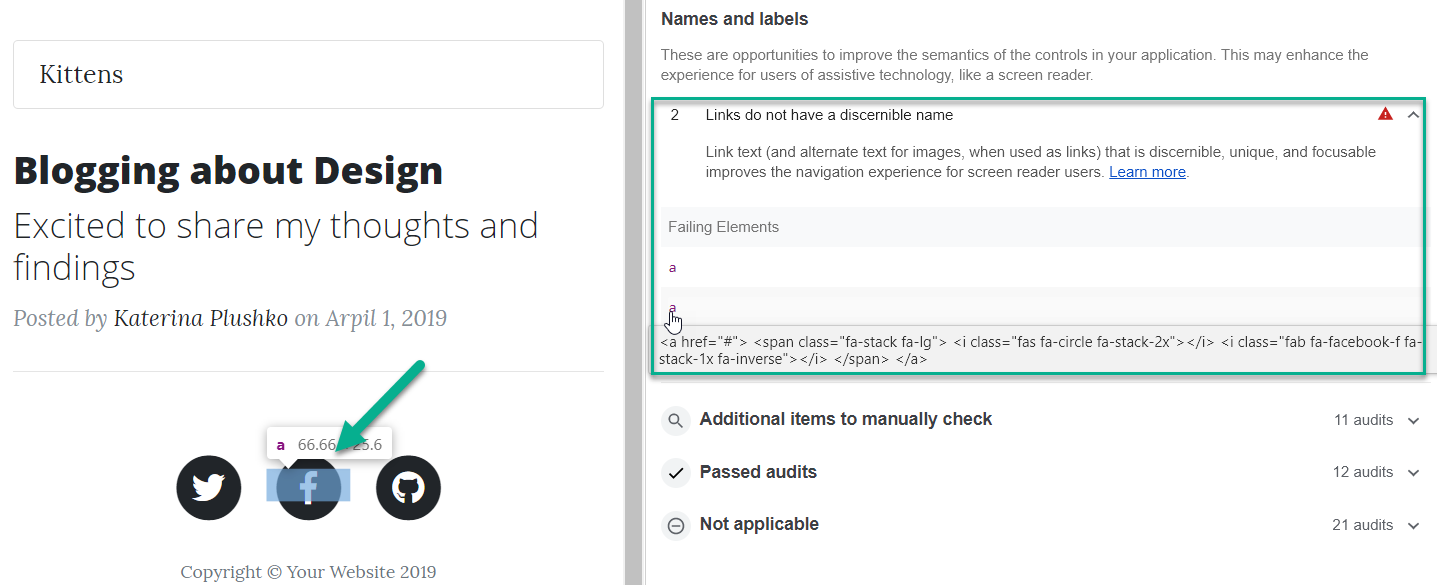 Kittens
Blogging about Design
Excited to share my thoughts and
findings
Posted by Katerina Plushko on Arpil 1, 2019
a 66.66 25.6
Copyright © Your Website 2019
Names and labels
These are opportunities to improve the semantics of the controls in your application. This may enhance the
experience for users of assistive technology, like a screen reader.
2 Links do not have a discernible name
Link text (and alternate text for images, when used as links) that is discernible, unique, and focusable
improves the navigation experience for screen reader users. Learn more.
Failing Elements
a
a
<a href="#"> <span class="fa-stack fa-lg"> <i class="fas fa-circle fa-stack-2x"></i> <i class="fab fa-facebook-f fa-
stack-1x fa-inverse"></i> </span> </a>
Additional items to manually check 11 audits
Passed audits 12 audits
Not applicable 21 audits